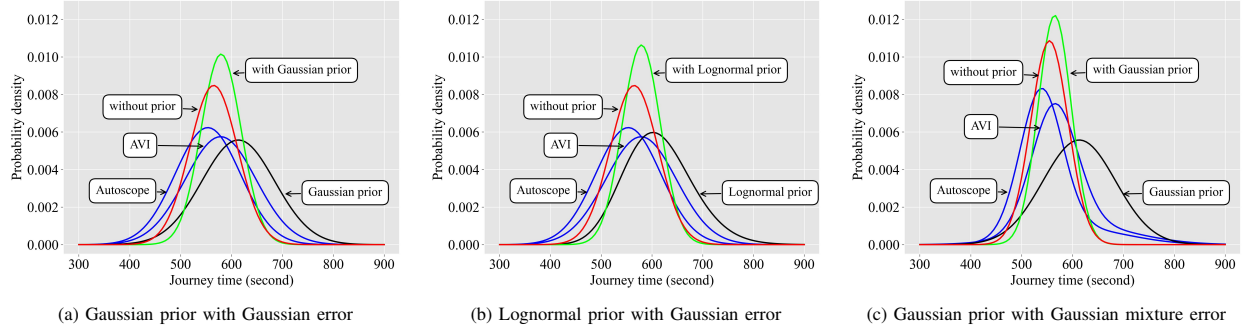 0.012
0.010
0.008
0.006
0.004
0.002
0.000
Probability density
with Gaussian prior
without prior
AVI
Autoscope
Gaussian prior
300 400 500 600 700 800 900
Journey time (second)
(a) Gaussian prior with Gaussian error
0.012
0.010
0.008
0.006
0.004
0.002
0.000
Probability density
with Lognormal prior
without prior
AVI
Autoscope
Lognormal prior
300 400 500 600 700 800 900
Journey time (second)
(b) Lognormal prior with Gaussian error
0.012
0.010
0.008
0.006
0.004
0.002
0.000
Probability density
without prior
with Gaussian prior
AVI
Autoscope
Gaussian prior
300 400 500 600 700 800 900
Journey time (second)
(c) Gaussian prior with Gaussian mixture error